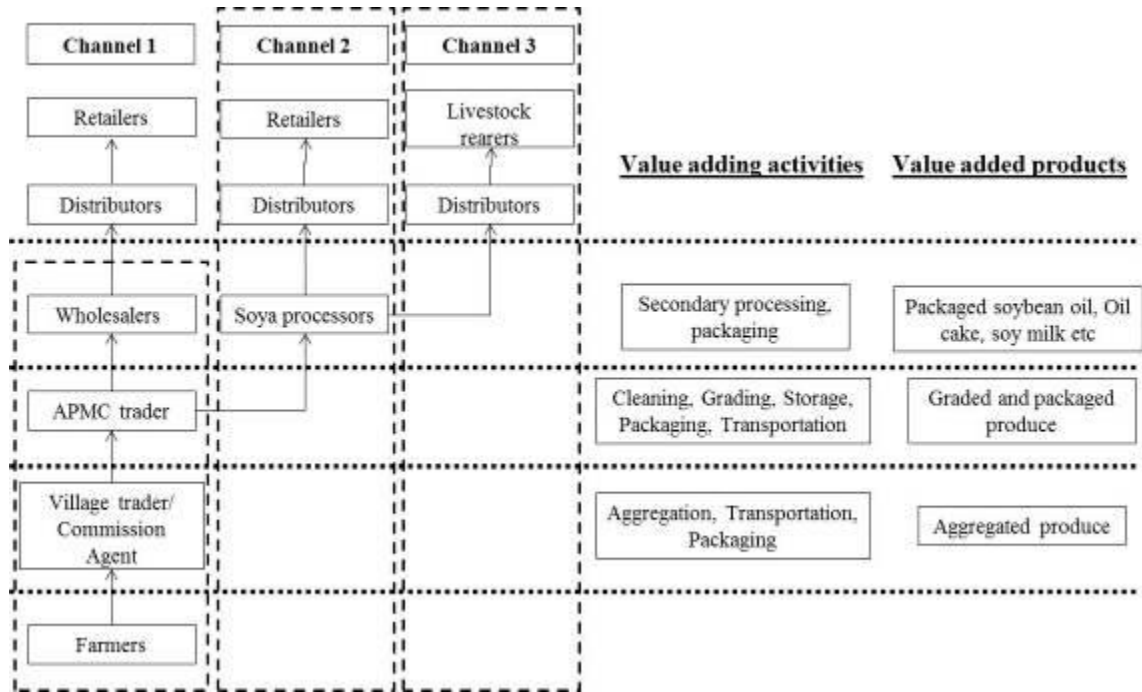 Channel 1
Channel 2
Channel 3
Retailers
Retailers
Livestock
rearers
Value adding activities
Value added products
Distributors
Distributors
Distributors
Wholesalers
Soya processors
Secondary processing,
packaging
Packaged soybean oil, Oil
cake, soy milk etc
APMC trader
Cleaning, Grading, Storage,
Packaging, Transportation
Graded and packaged
produce
Village trader/
Commission
Agent
Aggregation, Transportation,
Packaging
Aggregated produce
Farmers